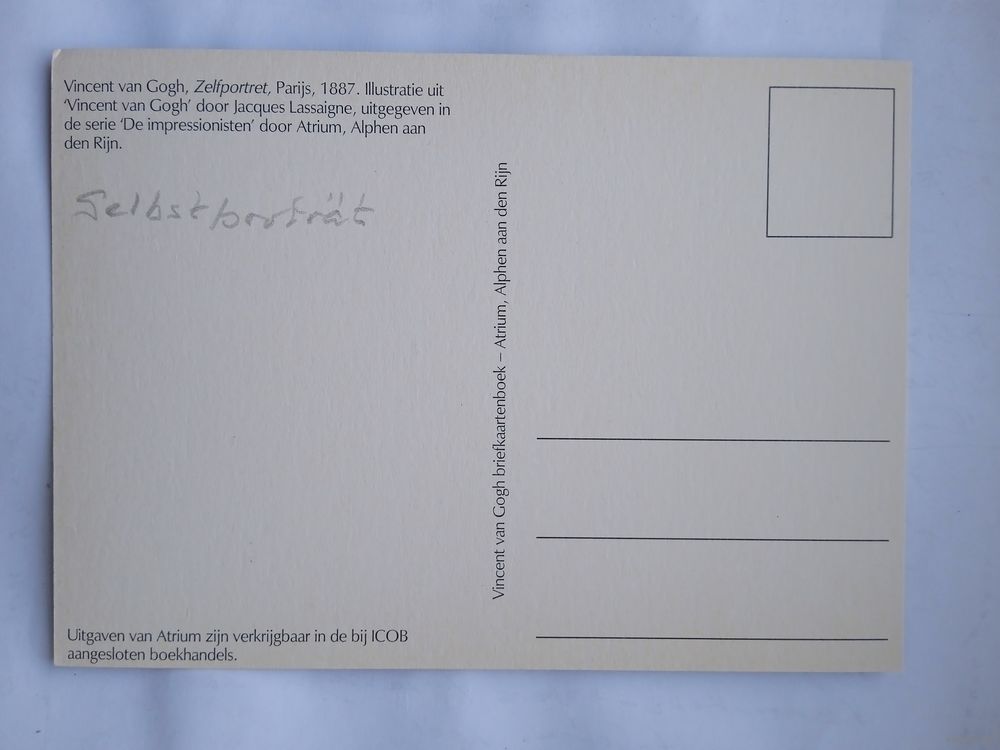 Vincent van Gogh, Zelfportret, Parijs, 1887. Illustratie uit
‘Vincent van Gogh’ door Jacques Lassaigne, uitgegeven in
de serie ‘De impressionisten’ door Atrium, Alphen aan
den Rijn.
Selbstporträt
Uitgaven van Atrium zijn verkrijgbaar in de bij ICOB
aangesloten boekhandels.
Vincent van Gogh briefkaartenboek – Atrium, Alphen aan den Rijn